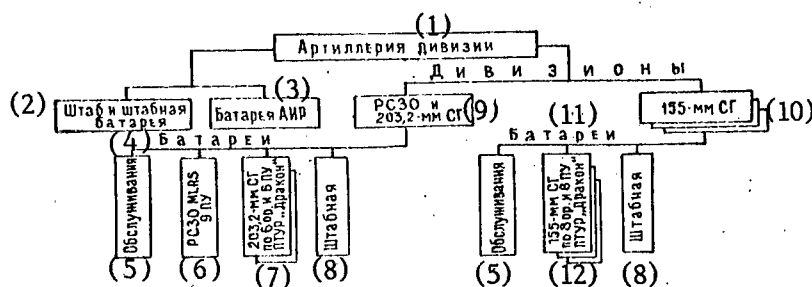 (1)
Артиллерия дивизии
Дивизионы
(2)
Штаб и штабная
батарея
(3)
Батарея АИР
РСЗО и
203,2-мм СГ
(9)
155-мм СГ
(10)
(4)
Батареи
(11)
Батареи
Обслуживания
РСЗО MLRS
9 ПУ
203,2-мм СГ
по 6 ор. и 6 ПУ
ПТУР „Дракон"
Штабная
Обслуживания
155-мм СГ
по 8 ор. и 8 ПУ
ПТУР „Дракон"
Штабная
(5)
(6)
(7)
(8)
(5)
(12)
(8)